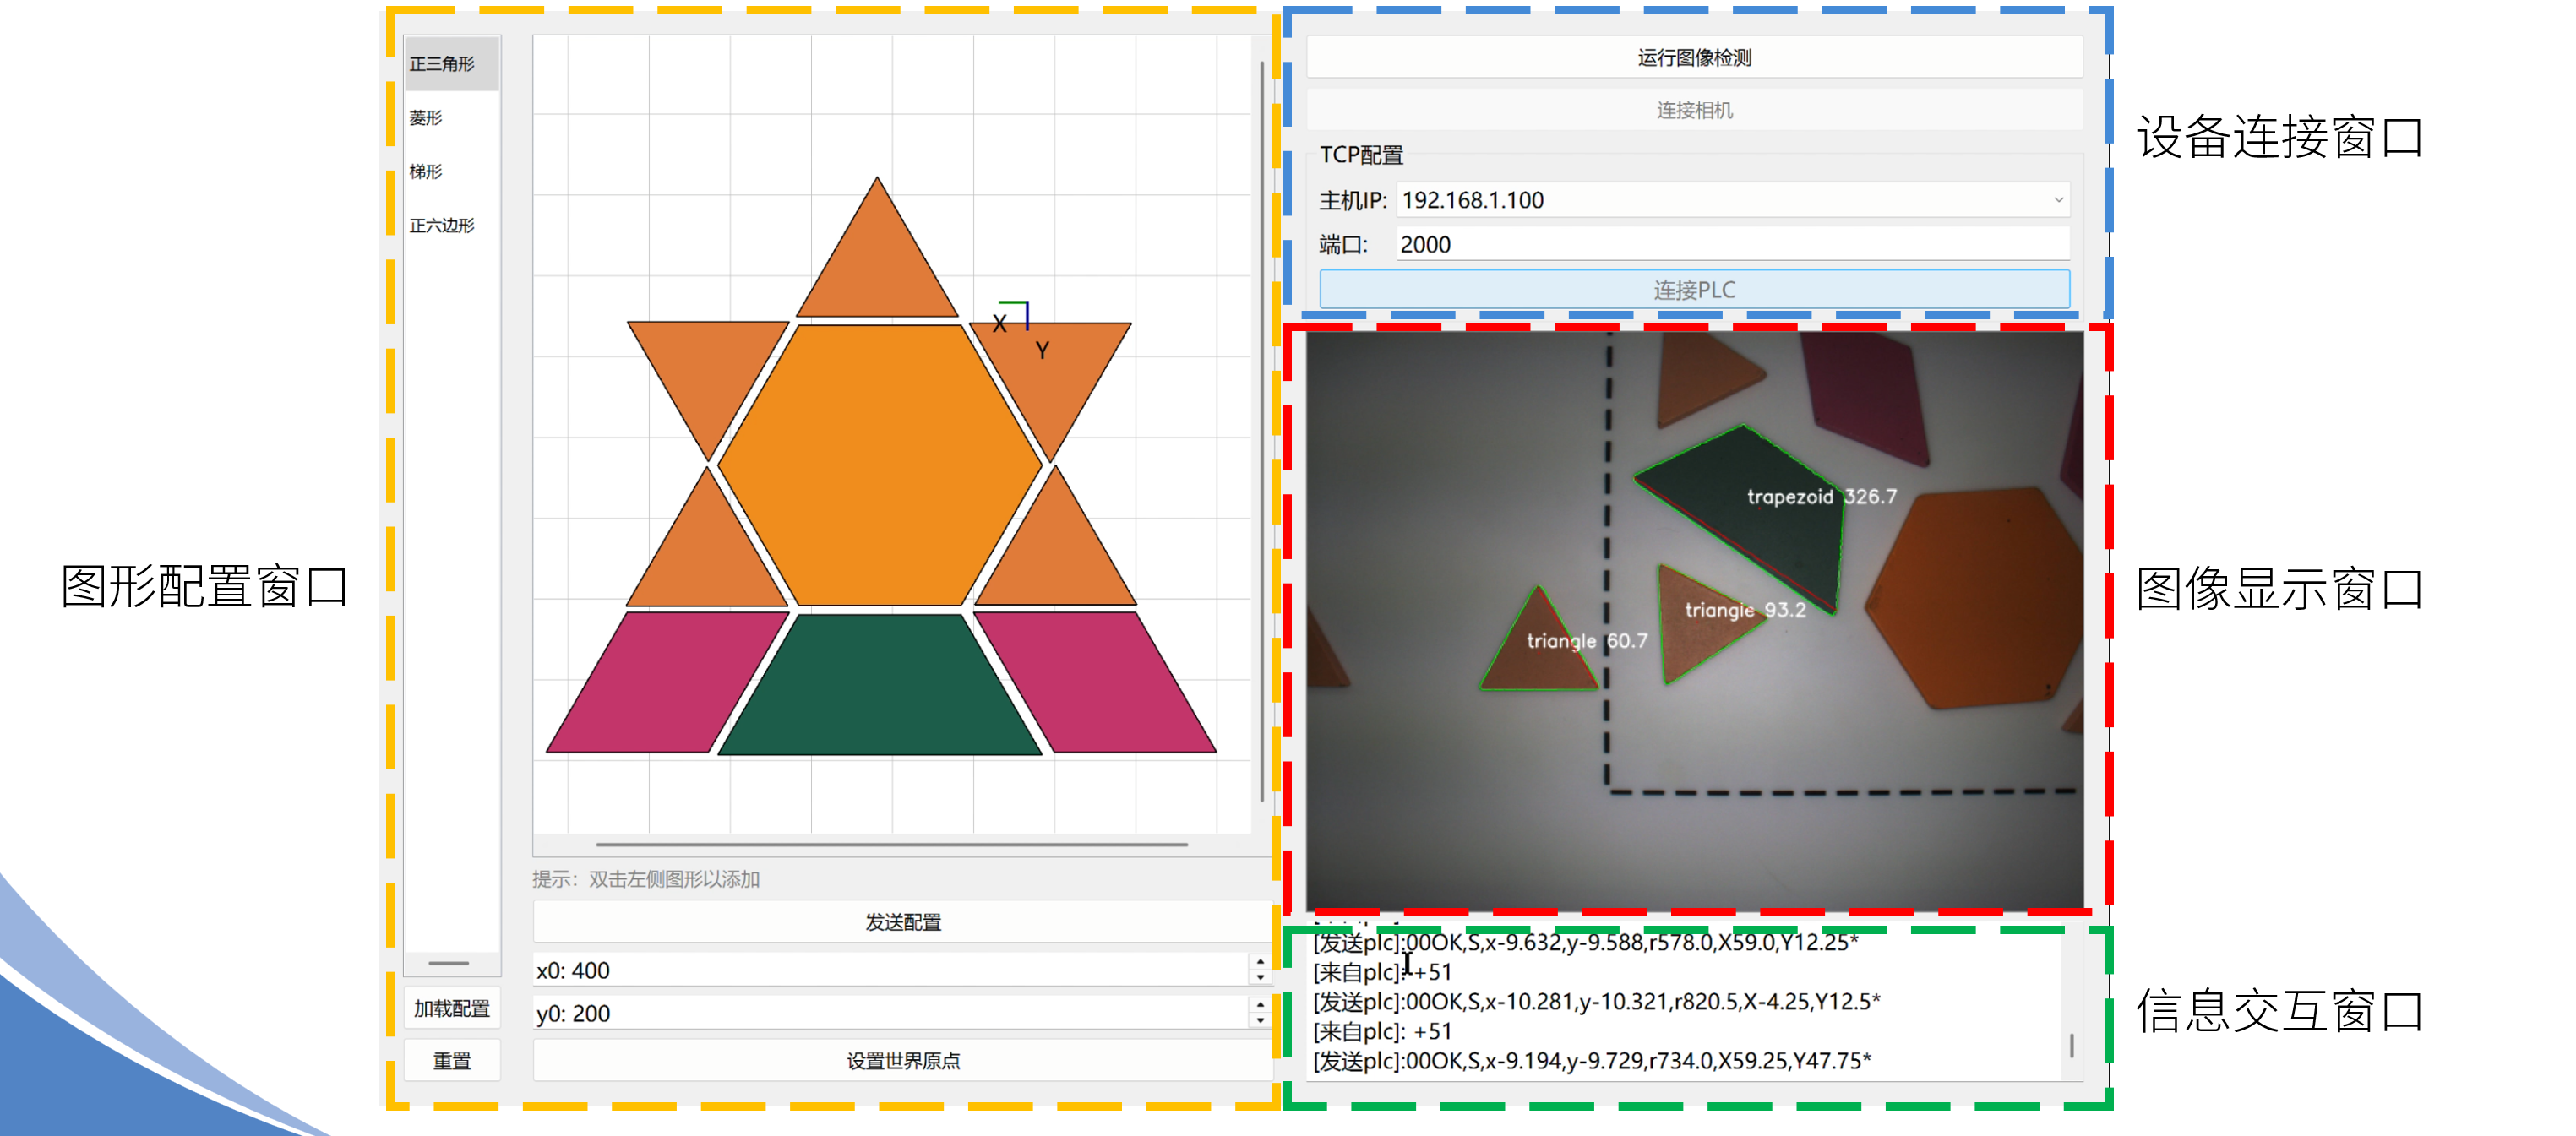 图形配置窗口
正三角形
菱形
梯形
正六边形
X
Y
提示：双击左侧图形以添加
发送配置
x0: 400
y0: 200
加载配置
重置
设置世界原点
运行图像检测
连接相机
TCP配置
主机IP: 192.168.1.100
端口: 2000
连接PLC
设备连接窗口
trapezoid 326.7
triangle 93.2
triangle 60.7
图像显示窗口
[发送plc]:00OK,S,x-9.632,y-9.588,r578.0,X59.0,Y12.25*
[来自plc]: +51
[发送plc]:00OK,S,x-10.281,y-10.321,r820.5,X-4.25,Y12.5*
[来自plc]: +51
[发送plc]:00OK,S,x-9.194,y-9.729,r734.0,X59.25,Y47.75*
信息交互窗口